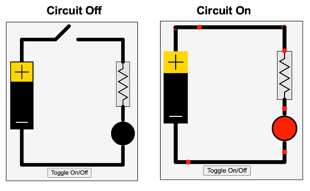 Circuit Off
Circuit On
+
−
+
−
Toggle On/Off
Toggle On/Off